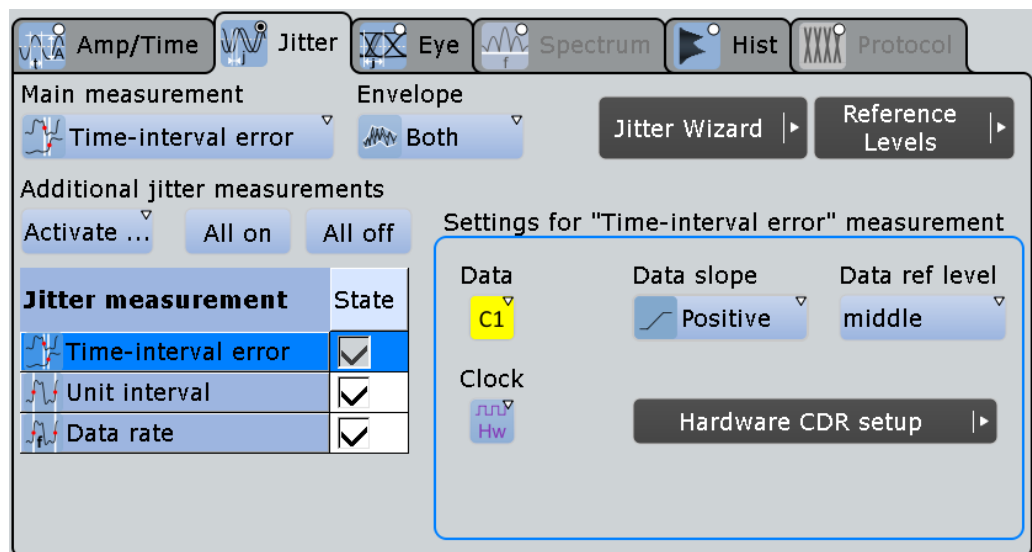 Amp/Time Jitter Eye Spectrum Hist Protocol
Main measurement Envelope
Time-interval error Both Jitter Wizard Reference Levels
Additional jitter measurements
Activate ... All on All off
Settings for "Time-interval error" measurement
Jitter measurement State
Time-interval error
Unit interval
Data rate
Data Data slope Data ref level
C1 Positive middle
Clock
Hw Hardware CDR setup